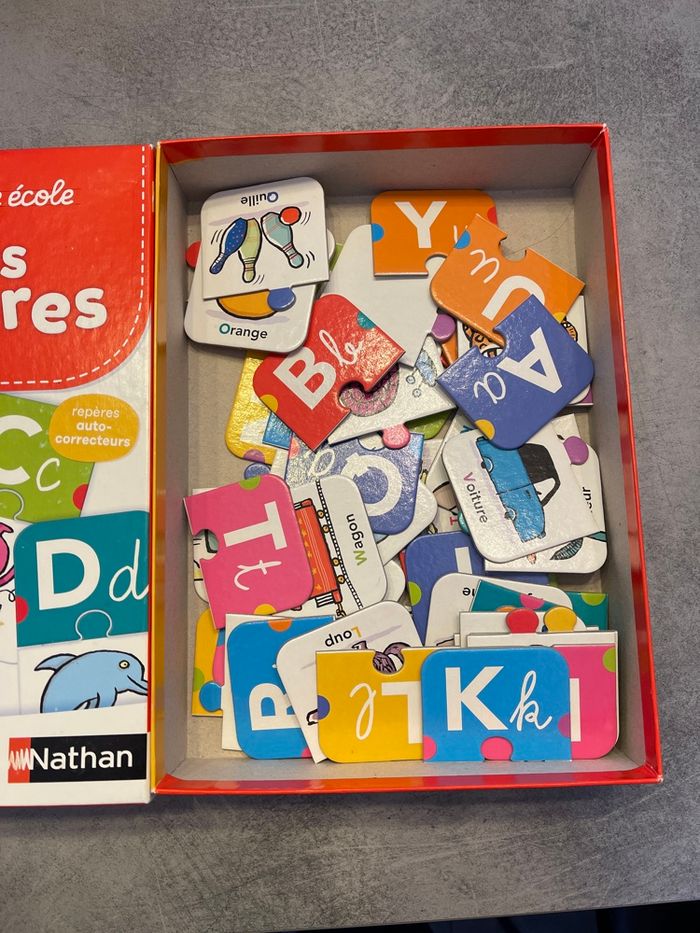 école
s
res
repères
auto-
correcteurs
C c
D d
Nathan
Quille
Orange
Y
U u
B b
A a
Q
Voiture
T t
Wagon
Loup
L l
K k